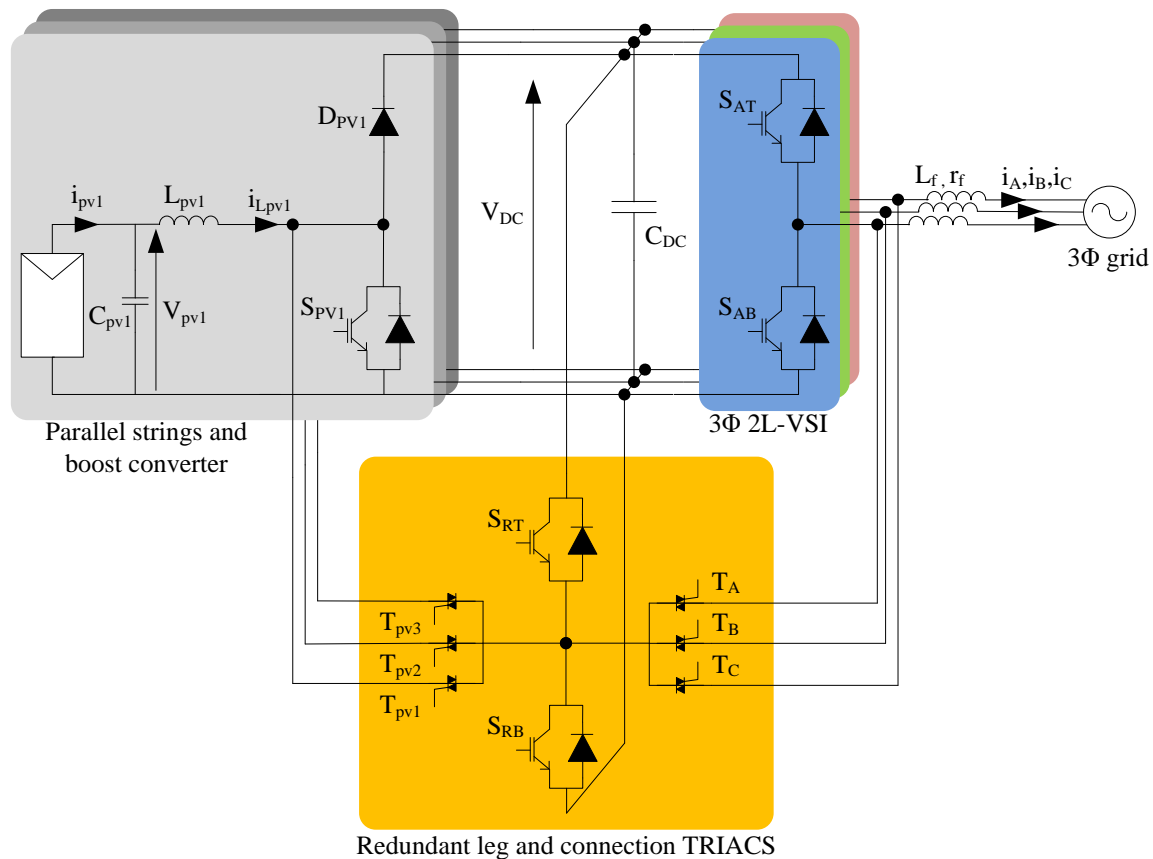 D_PV1
S_AT
i_pv1
L_pv1
i_Lpv1
L_f, r_f
i_A,i_B,i_C
V_DC
C_DC
3Φ grid
C_pv1
V_pv1
S_PV1
S_AB
Parallel strings and
boost converter
3Φ 2L-VSI
S_RT
T_A
T_pv3
T_B
T_pv2
T_C
T_pv1
S_RB
Redundant leg and connection TRIACS